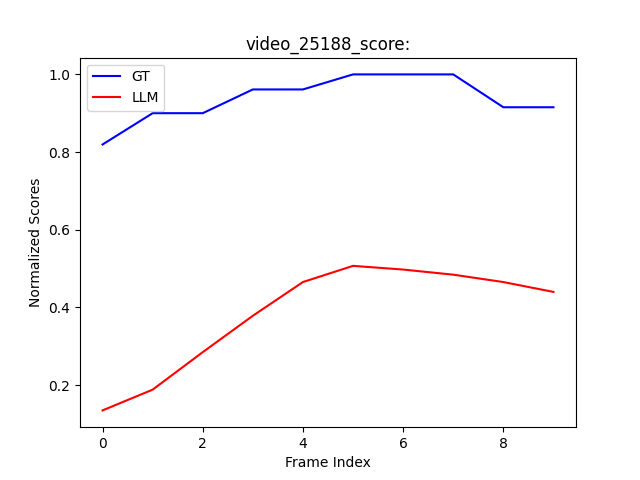 video_25188_score:
GT
LLM
Normalized Scores
1.0
0.8
0.6
0.4
0.2
0 2 4 6 8
Frame Index